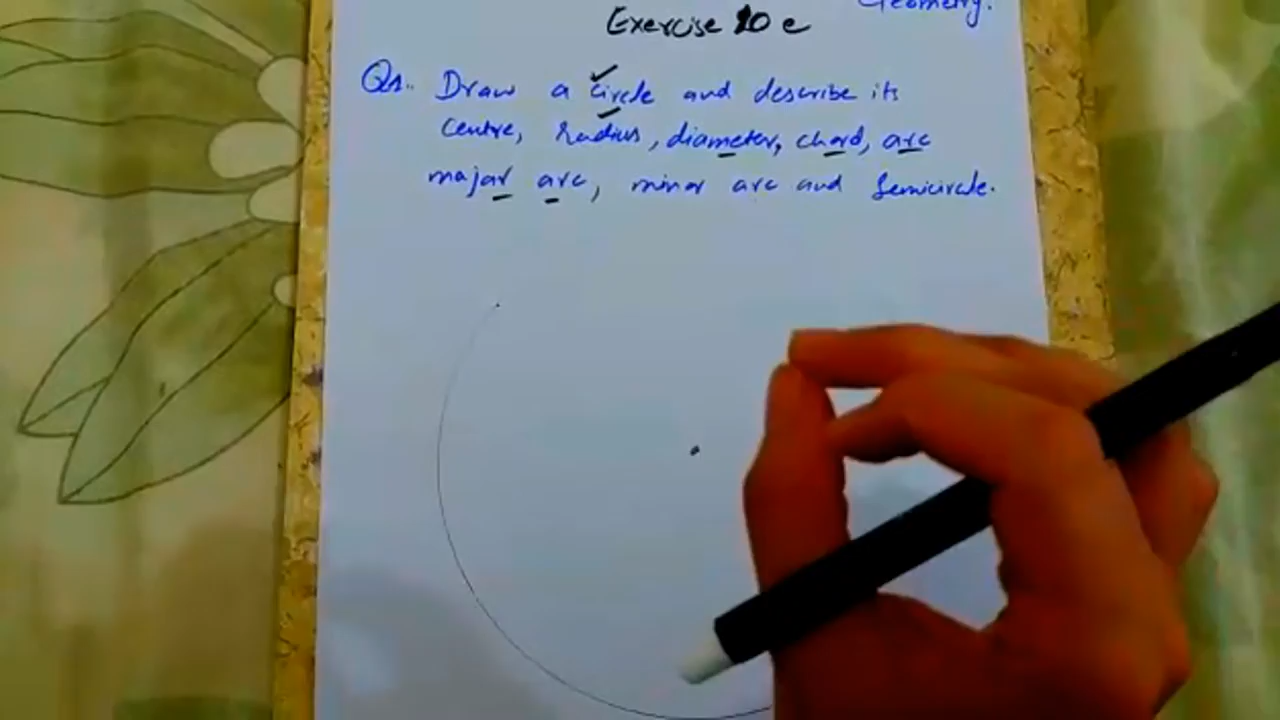 Geometry.
Exercise 10 e
Q1.. Draw a circle and describe its
centre, radius, diameter, chord, arc
major arc, minor arc and semicircle.